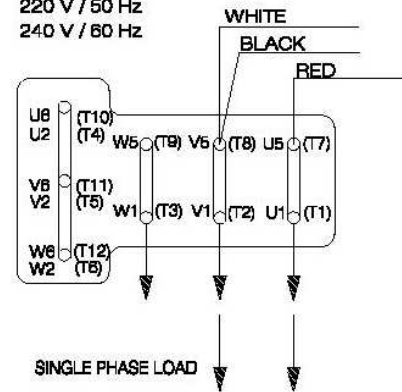 220 V / 50 Hz
240 V / 60 Hz
WHITE
BLACK
RED
U6 (T10)
U2 (T4)
W5 (T9) V5 (T8) U5 (T7)
V6 (T11)
V2 (T5)
W1 (T3) V1 (T2) U1 (T1)
W6 (T12)
W2 (T6)
SINGLE PHASE LOAD